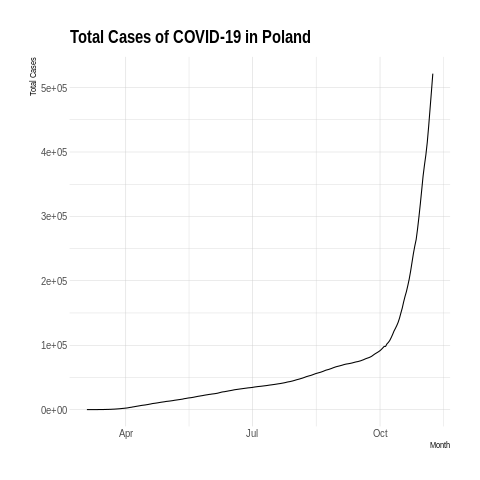 Total Cases of COVID-19 in Poland
Total Cases
5e+05
4e+05
3e+05
2e+05
1e+05
0e+00
Apr Jul Oct
Month